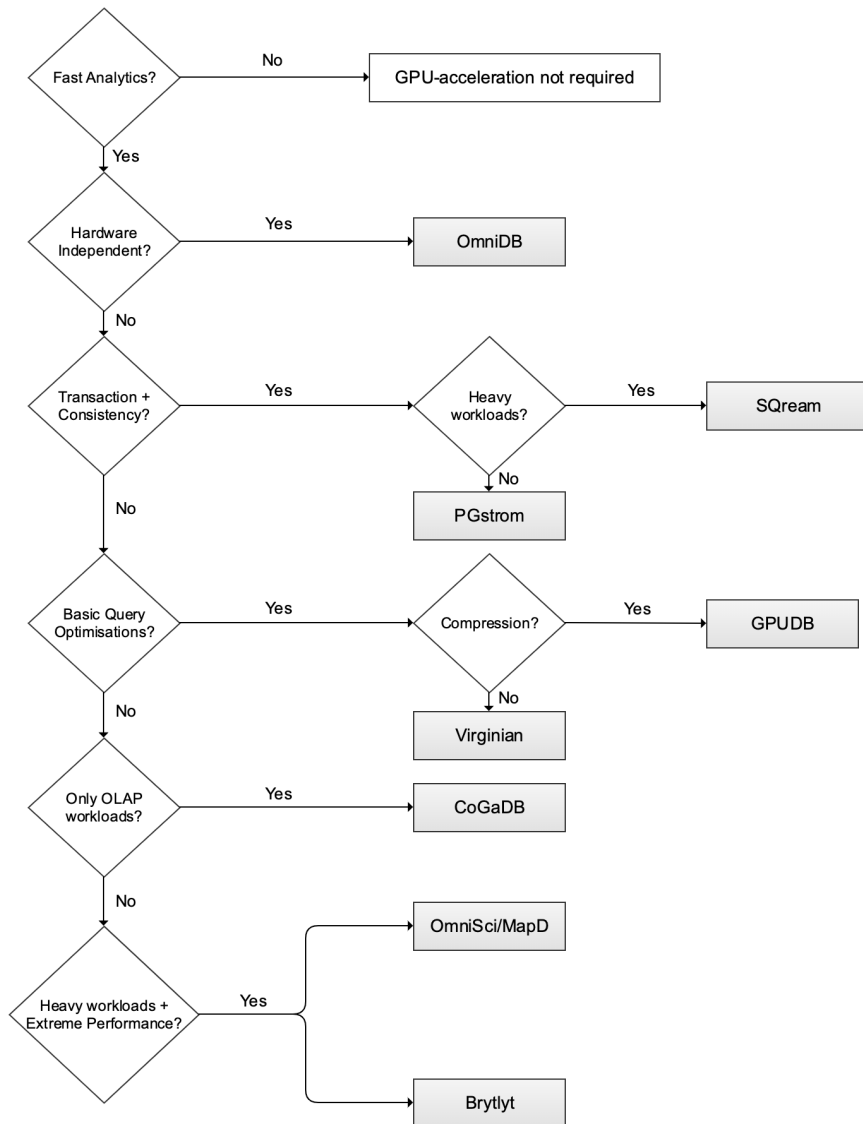 Fast Analytics?
No
GPU-acceleration not required
Yes
Hardware
Independent?
Yes
OmniDB
No
Transaction +
Consistency?
Yes
Heavy
workloads?
Yes
SQream
No
PGstrom
No
Basic Query
Optimisations?
Yes
Compression?
Yes
GPUDB
No
Virginian
No
Only OLAP
workloads?
Yes
CoGaDB
No
Heavy workloads +
Extreme Performance?
Yes
OmniSci/MapD
Brytlyt